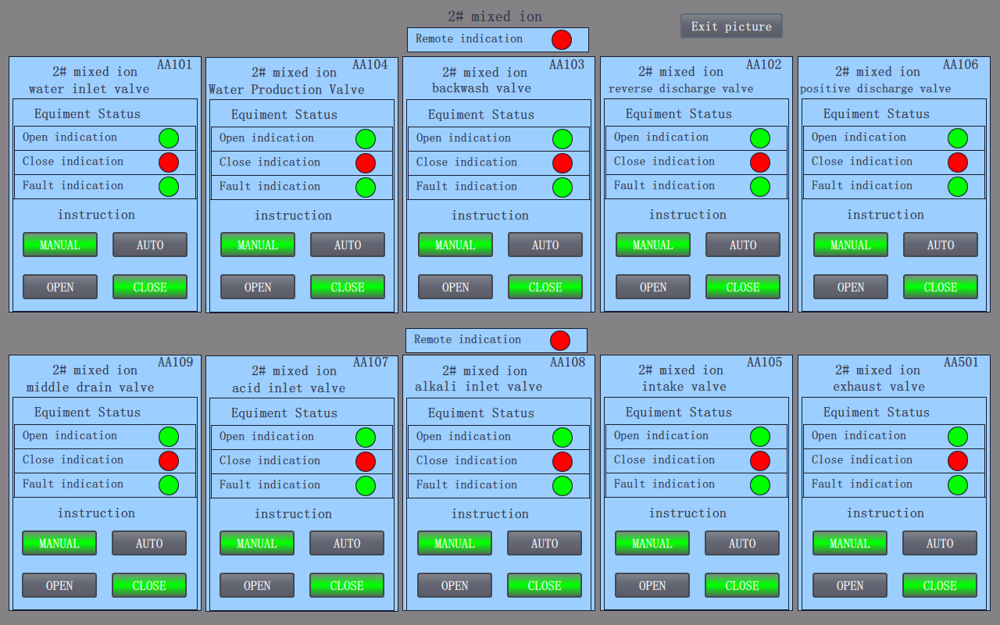 2# mixed ion
Exit picture
Remote indication
AA101
2# mixed ion
water inlet valve
Equiment Status
Open indication
Close indication
Fault indication
instruction
MANUAL AUTO
OPEN CLOSE
AA104
2# mixed ion
Water Production Valve
Equiment Status
Open indication
Close indication
Fault indication
instruction
MANUAL AUTO
OPEN CLOSE
AA103
2# mixed ion
backwash valve
Equiment Status
Open indication
Close indication
Fault indication
instruction
MANUAL AUTO
OPEN CLOSE
AA102
2# mixed ion
reverse discharge valve
Equiment Status
Open indication
Close indication
Fault indication
instruction
MANUAL AUTO
OPEN CLOSE
AA106
2# mixed ion
positive discharge valve
Equiment Status
Open indication
Close indication
Fault indication
instruction
MANUAL AUTO
OPEN CLOSE
Remote indication
AA109
2# mixed ion
middle drain valve
Equiment Status
Open indication
Close indication
Fault indication
instruction
MANUAL AUTO
OPEN CLOSE
AA107
2# mixed ion
acid inlet valve
Equiment Status
Open indication
Close indication
Fault indication
instruction
MANUAL AUTO
OPEN CLOSE
AA108
2# mixed ion
alkali inlet valve
Equiment Status
Open indication
Close indication
Fault indication
instruction
MANUAL AUTO
OPEN CLOSE
AA105
2# mixed ion
intake valve
Equiment Status
Open indication
Close indication
Fault indication
instruction
MANUAL AUTO
OPEN CLOSE
AA501
2# mixed ion
exhaust valve
Equiment Status
Open indication
Close indication
Fault indication
instruction
MANUAL AUTO
OPEN CLOSE